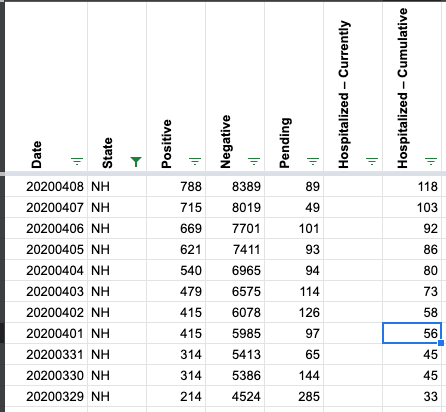 Date State Positive Negative Pending Hospitalized – Currently Hospitalized – Cumulative
20200408 NH 788 8389 89 118
20200407 NH 715 8019 49 103
20200406 NH 669 7701 101 92
20200405 NH 621 7411 93 86
20200404 NH 540 6965 94 80
20200403 NH 479 6575 114 73
20200402 NH 415 6078 126 58
20200401 NH 415 5985 97 56
20200331 NH 314 5413 65 45
20200330 NH 314 5386 144 45
20200329 NH 214 4524 285 33